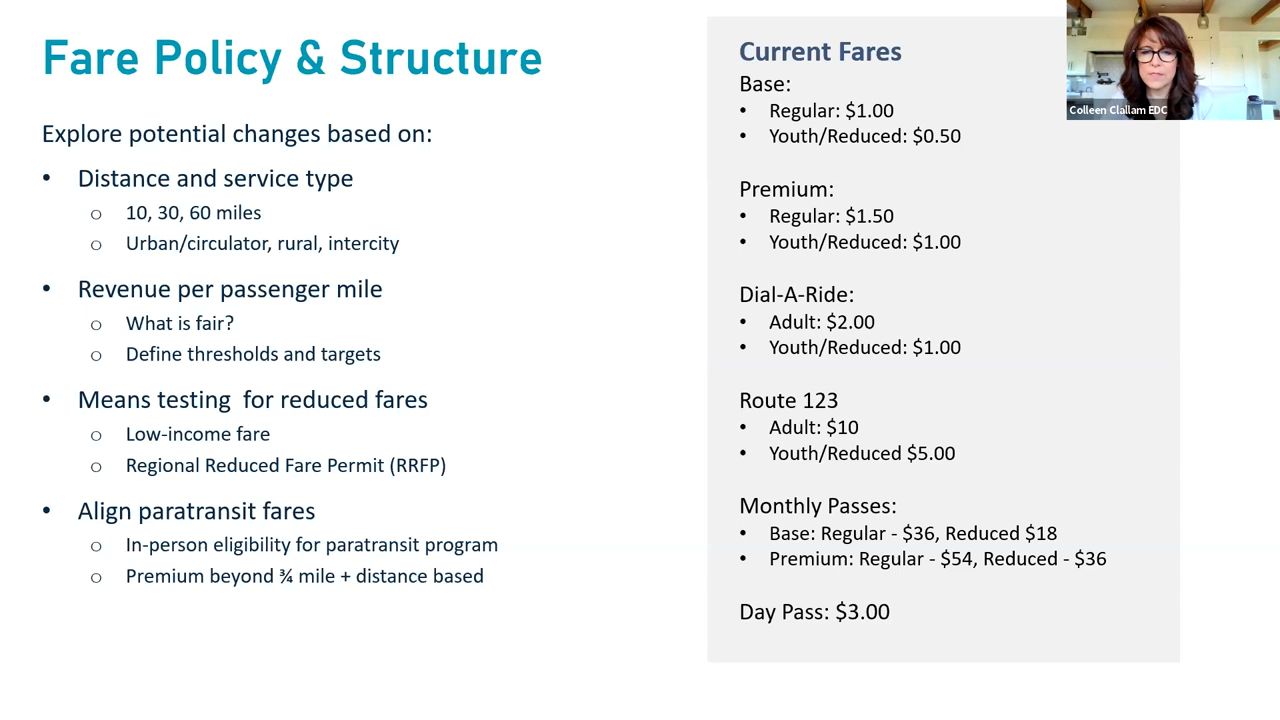 Fare Policy & Structure
Explore potential changes based on:
• Distance and service type
o 10, 30, 60 miles
o Urban/circulator, rural, intercity
• Revenue per passenger mile
o What is fair?
o Define thresholds and targets
• Means testing  for reduced fares
o Low-income fare
o Regional Reduced Fare Permit (RRFP)
• Align paratransit fares
o In-person eligibility for paratransit program
o Premium beyond ¾ mile + distance based
Current Fares
Base:
• Regular: $1.00
• Youth/Reduced: $0.50
Premium:
• Regular: $1.50
• Youth/Reduced: $1.00
Dial-A-Ride:
• Adult: $2.00
• Youth/Reduced: $1.00
Route 123
• Adult: $10
• Youth/Reduced $5.00
Monthly Passes:
• Base: Regular - $36, Reduced $18
• Premium: Regular - $54, Reduced - $36
Day Pass: $3.00
Colleen Clallam EDC